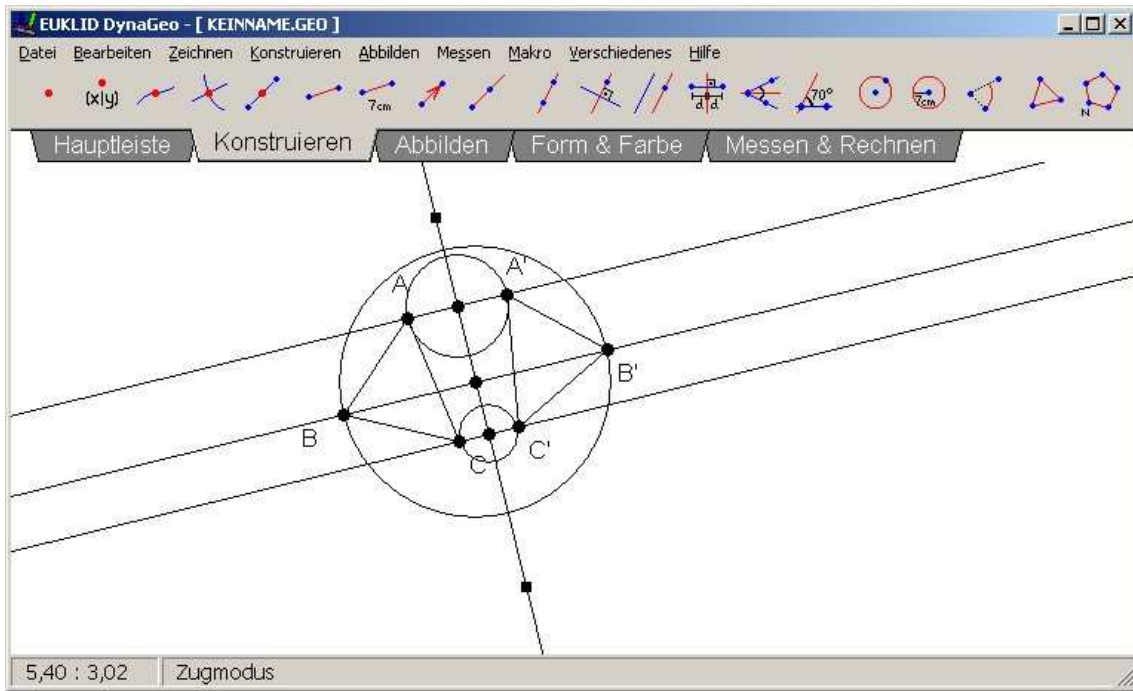 EUKLID DynaGeo - [ KEINNAME.GEO ]
Datei Bearbeiten Zeichnen Konstruieren Abbilden Messen Makro Verschiedenes Hilfe
(x|y) 7cm d d 70° 7cm N
Hauptleiste Konstruieren Abbilden Form & Farbe Messen & Rechnen
A A'
B'
B C C'
5,40 : 3,02 Zugmodus